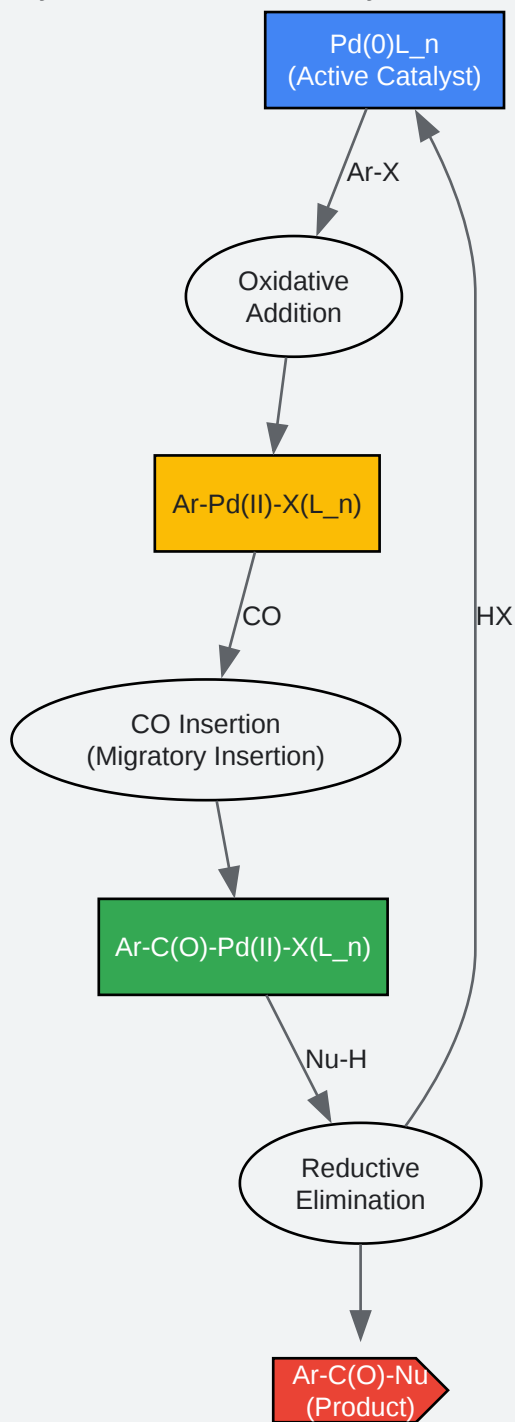 Pd(0)L_n
(Active Catalyst)
Ar-X
Oxidative
Addition
Ar-Pd(II)-X(L_n)
CO
HX
CO Insertion
(Migratory Insertion)
Ar-C(O)-Pd(II)-X(L_n)
Nu-H
Reductive
Elimination
Ar-C(O)-Nu
(Product)